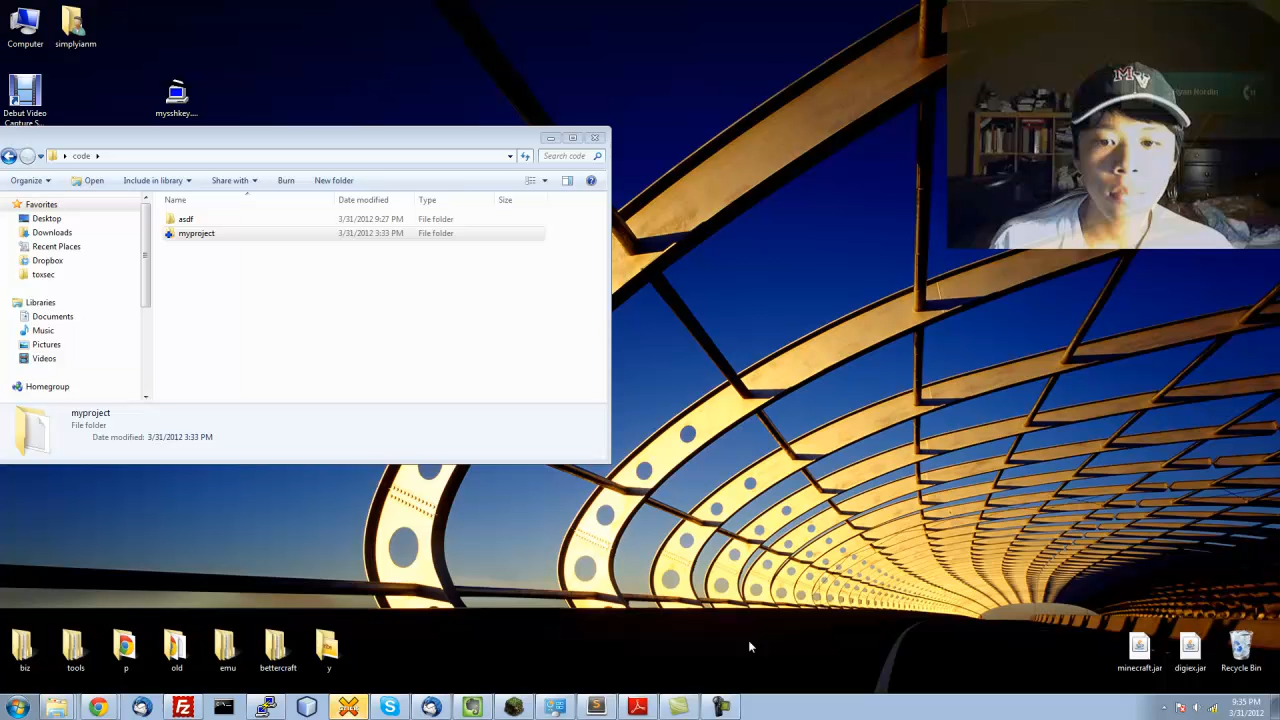 Computer
simplyianm
Debut Video
Capture S...
mysshkey....
MV
code
Search code
Organize
Open
Include in library
Share with
Burn
New folder
Name
Date modified
Type
Size
Favorites
Desktop
Downloads
Recent Places
Dropbox
toxsec
Libraries
Documents
Music
Pictures
Videos
Homegroup
asdf
3/31/2012 9:27 PM
File folder
myproject
3/31/2012 3:33 PM
File folder
myproject
File folder
Date modified: 3/31/2012 3:33 PM
biz
tools
p
old
emu
bettercraft
y
minecraft.jar
digiex.jar
Recycle Bin
9:35 PM
3/31/2012